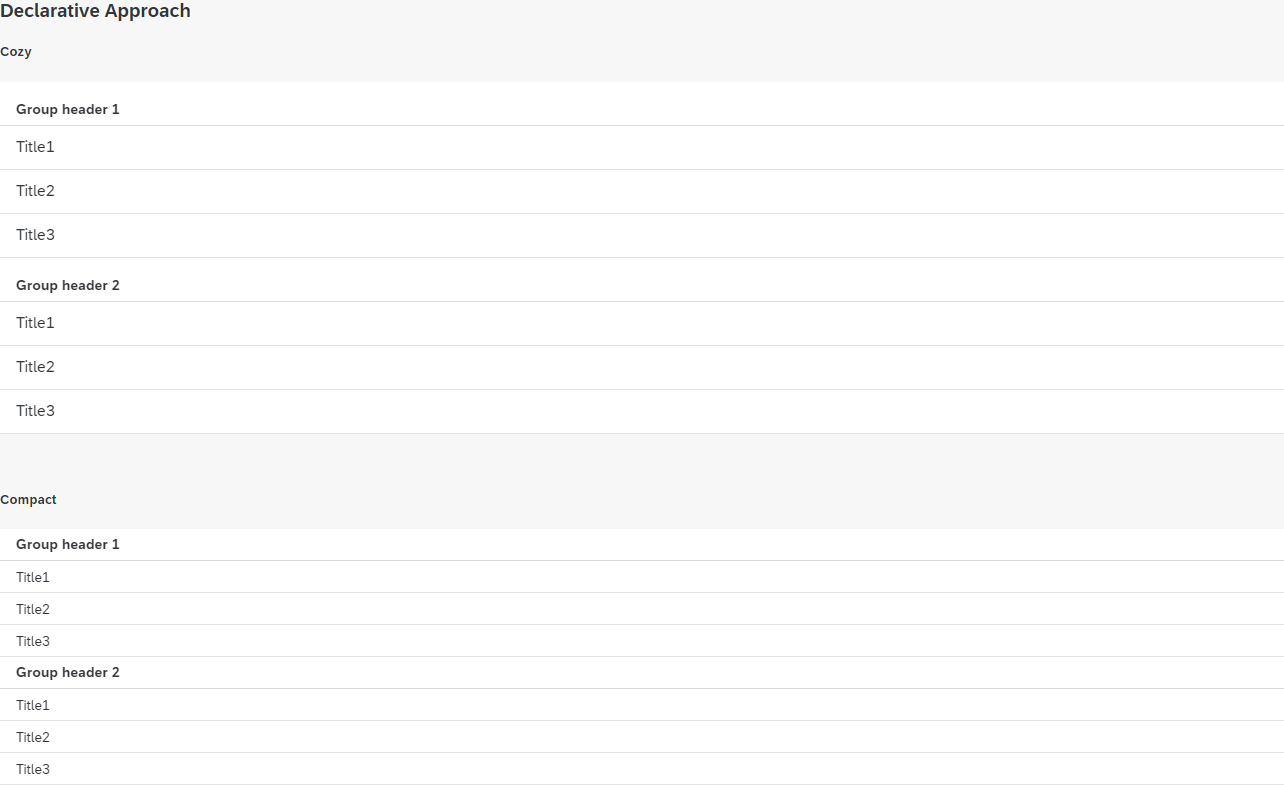 Declarative Approach
Cozy
Group header 1
Title1
Title2
Title3
Group header 2
Title1
Title2
Title3
Compact
Group header 1
Title1
Title2
Title3
Group header 2
Title1
Title2
Title3